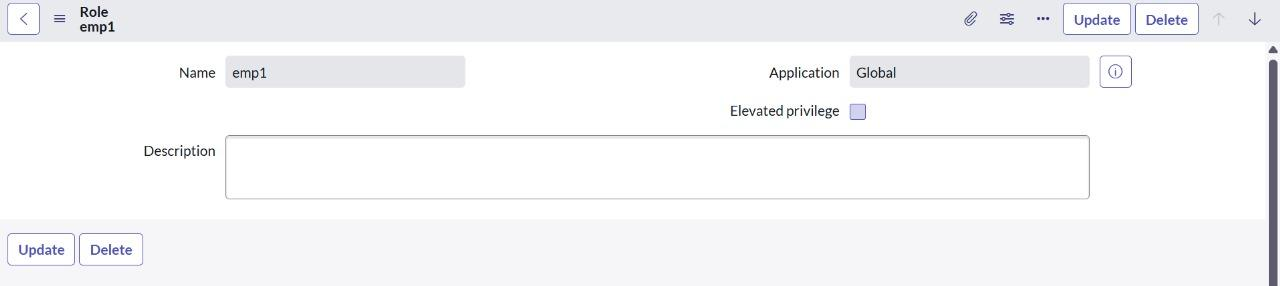 Role
emp1
Update
Delete
Name
emp1
Application
Global
Elevated privilege
Description
Update
Delete